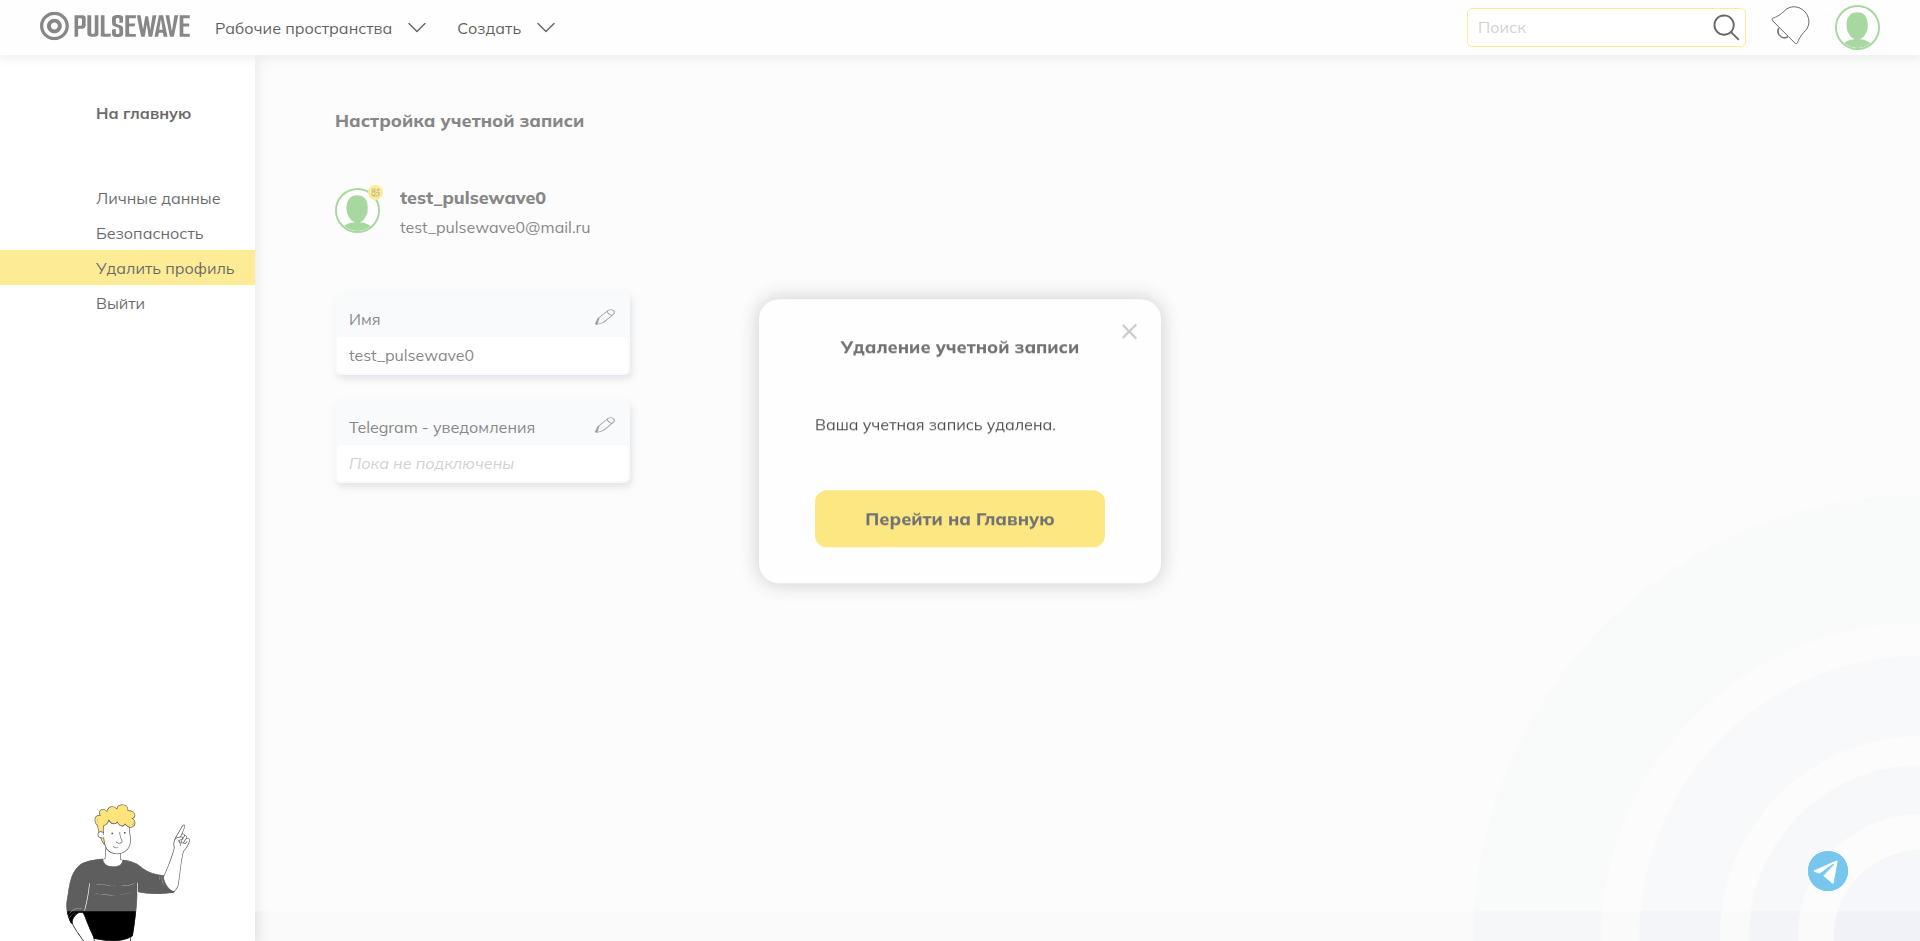 PULSEWAVE
Рабочие пространства
Создать
Поиск
На главную
Личные данные
Безопасность
Удалить профиль
Выйти
Настройка учетной записи
test_pulsewave0
test_pulsewave0@mail.ru
Имя
test_pulsewave0
Telegram - уведомления
Пока не подключены
Удаление учетной записи
Ваша учетная запись удалена.
Перейти на Главную